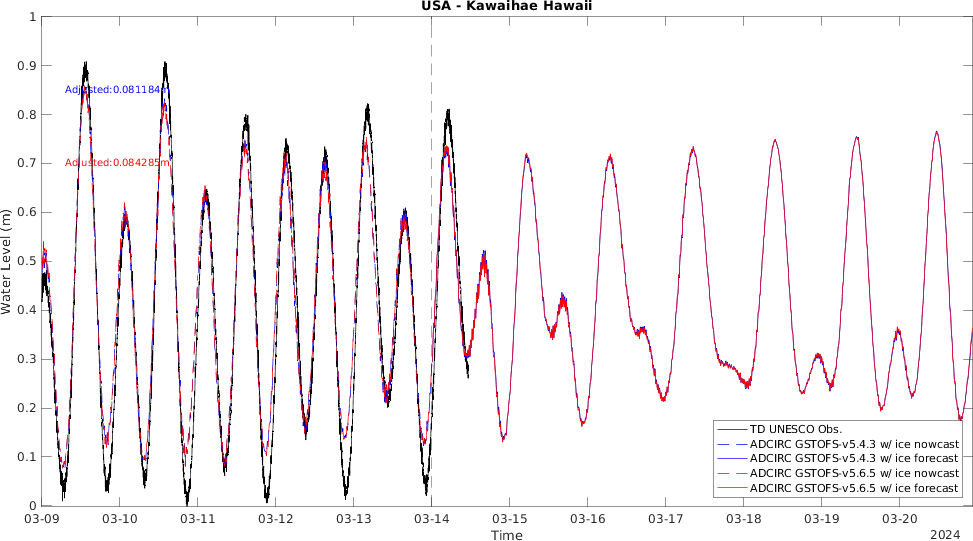 USA - Kawaihae Hawaii
1
0.9
Adjusted:0.081184m
0.8
0.7
Adjusted:0.084285m
0.6
0.5
0.4
0.3
0.2
0.1
0
Water Level (m)
TD UNESCO Obs.
ADCIRC GSTOFS-v5.4.3 w/ ice nowcast
ADCIRC GSTOFS-v5.4.3 w/ ice forecast
ADCIRC GSTOFS-v5.6.5 w/ ice nowcast
ADCIRC GSTOFS-v5.6.5 w/ ice forecast
03-09 03-10 03-11 03-12 03-13 03-14 03-15 03-16 03-17 03-18 03-19 03-20
Time
2024